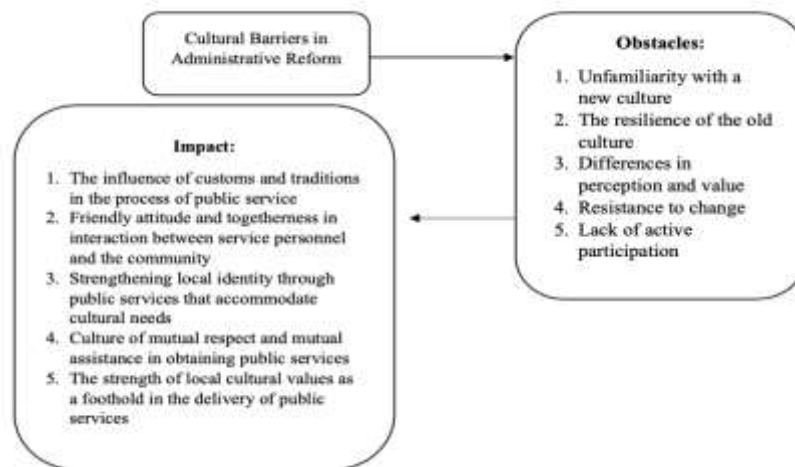 Cultural Barriers in
Administrative Reform
Obstacles:
1. Unfamiliarity with a
new culture
2. The resilience of the old
culture
3. Differences in
perception and value
4. Resistance to change
5. Lack of active
participation
Impact:
1. The influence of customs and traditions
in the process of public service
2. Friendly attitude and togetherness in
interaction between service personnel
and the community
3. Strengthening local identity through
public services that accommodate
cultural needs
4. Culture of mutual respect and mutual
assistance in obtaining public services
5. The strength of local cultural values as
a foothold in the delivery of public
services